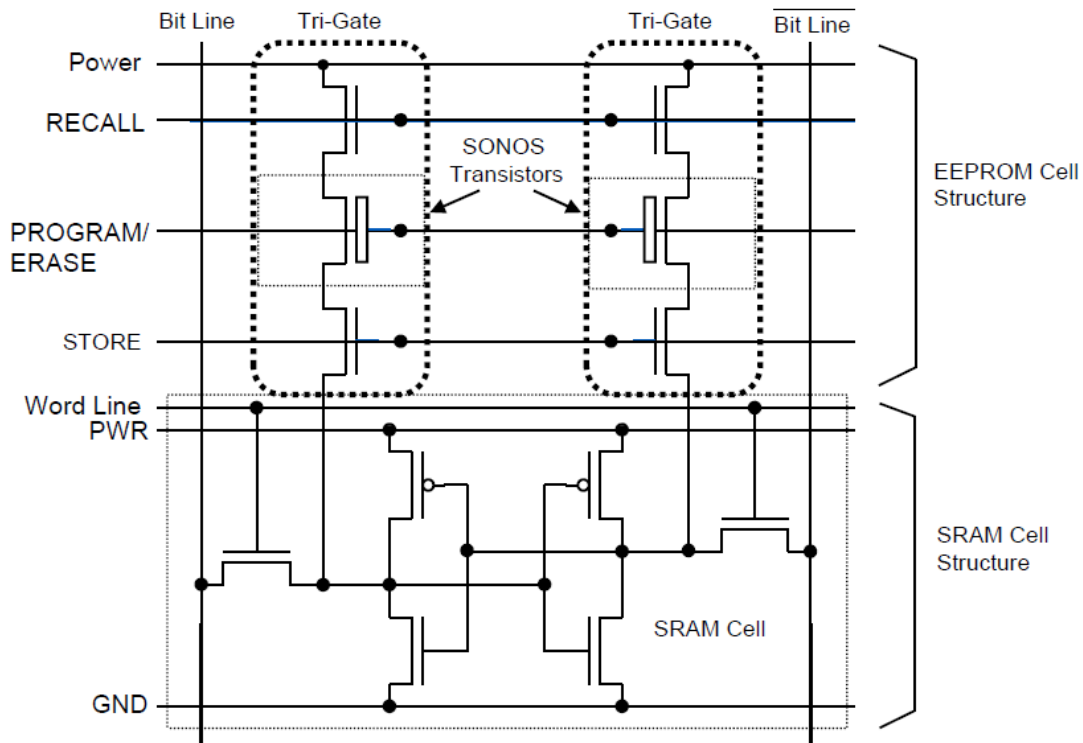 Bit Line
Tri-Gate
Tri-Gate
Bit Line
Power
RECALL
SONOS
Transistors
EEPROM Cell
Structure
PROGRAM/
ERASE
STORE
Word Line
PWR
SRAM Cell
Structure
SRAM Cell
GND